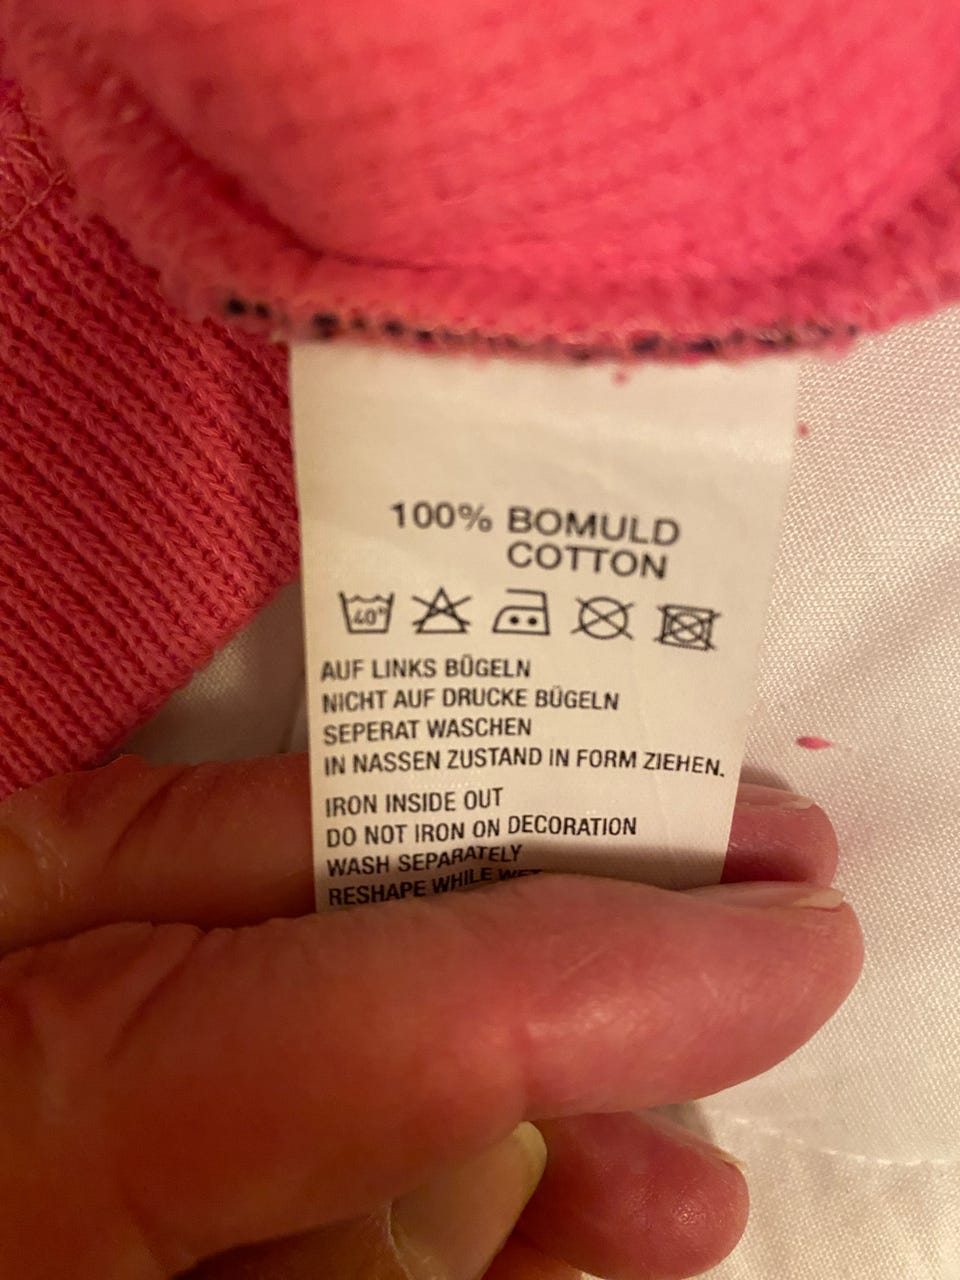 100% BOMULD
COTTON
40°
AUF LINKS BÜGELN
NICHT AUF DRUCKE BÜGELN
SEPERAT WASCHEN
IN NASSEN ZUSTAND IN FORM ZIEHEN.
IRON INSIDE OUT
DO NOT IRON ON DECORATION
WASH SEPARATELY
RESHAPE WHILE WET